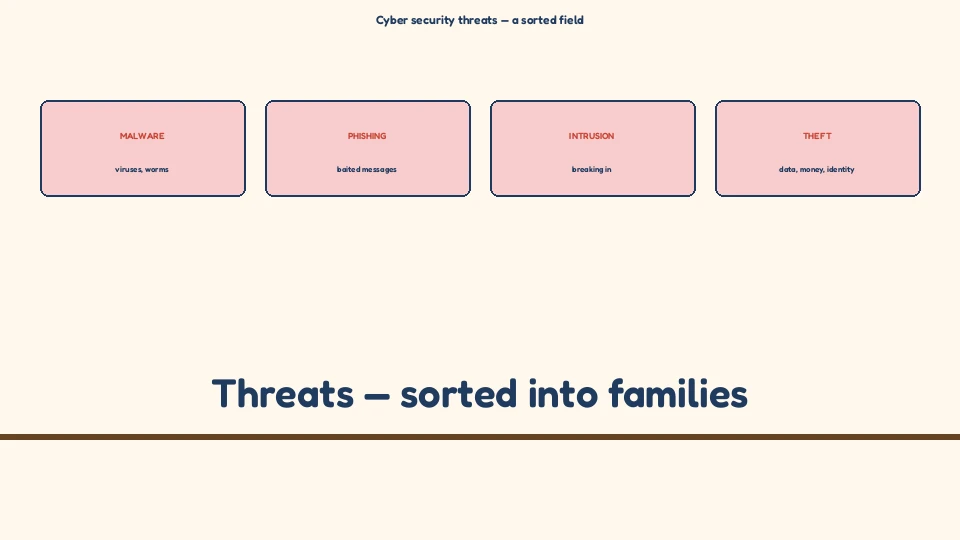 Cyber security threats — a sorted field
MALWARE
viruses, worms
PHISHING
baited messages
INTRUSION
breaking in
THEFT
data, money, identity
Threats — sorted into families